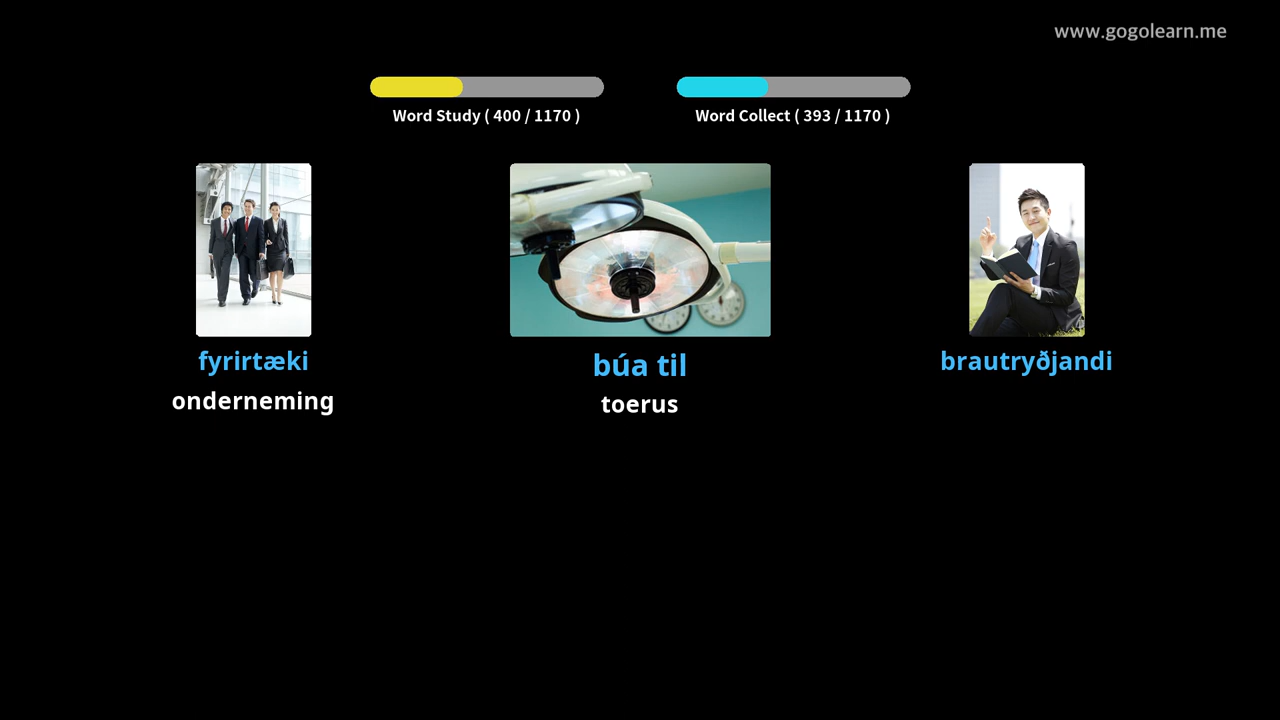 www.gogolearn.me
Word Study ( 400 / 1170 )
Word Collect ( 393 / 1170 )
fyrirtæki
onderneming
búa til
toerus
brautryðjandi